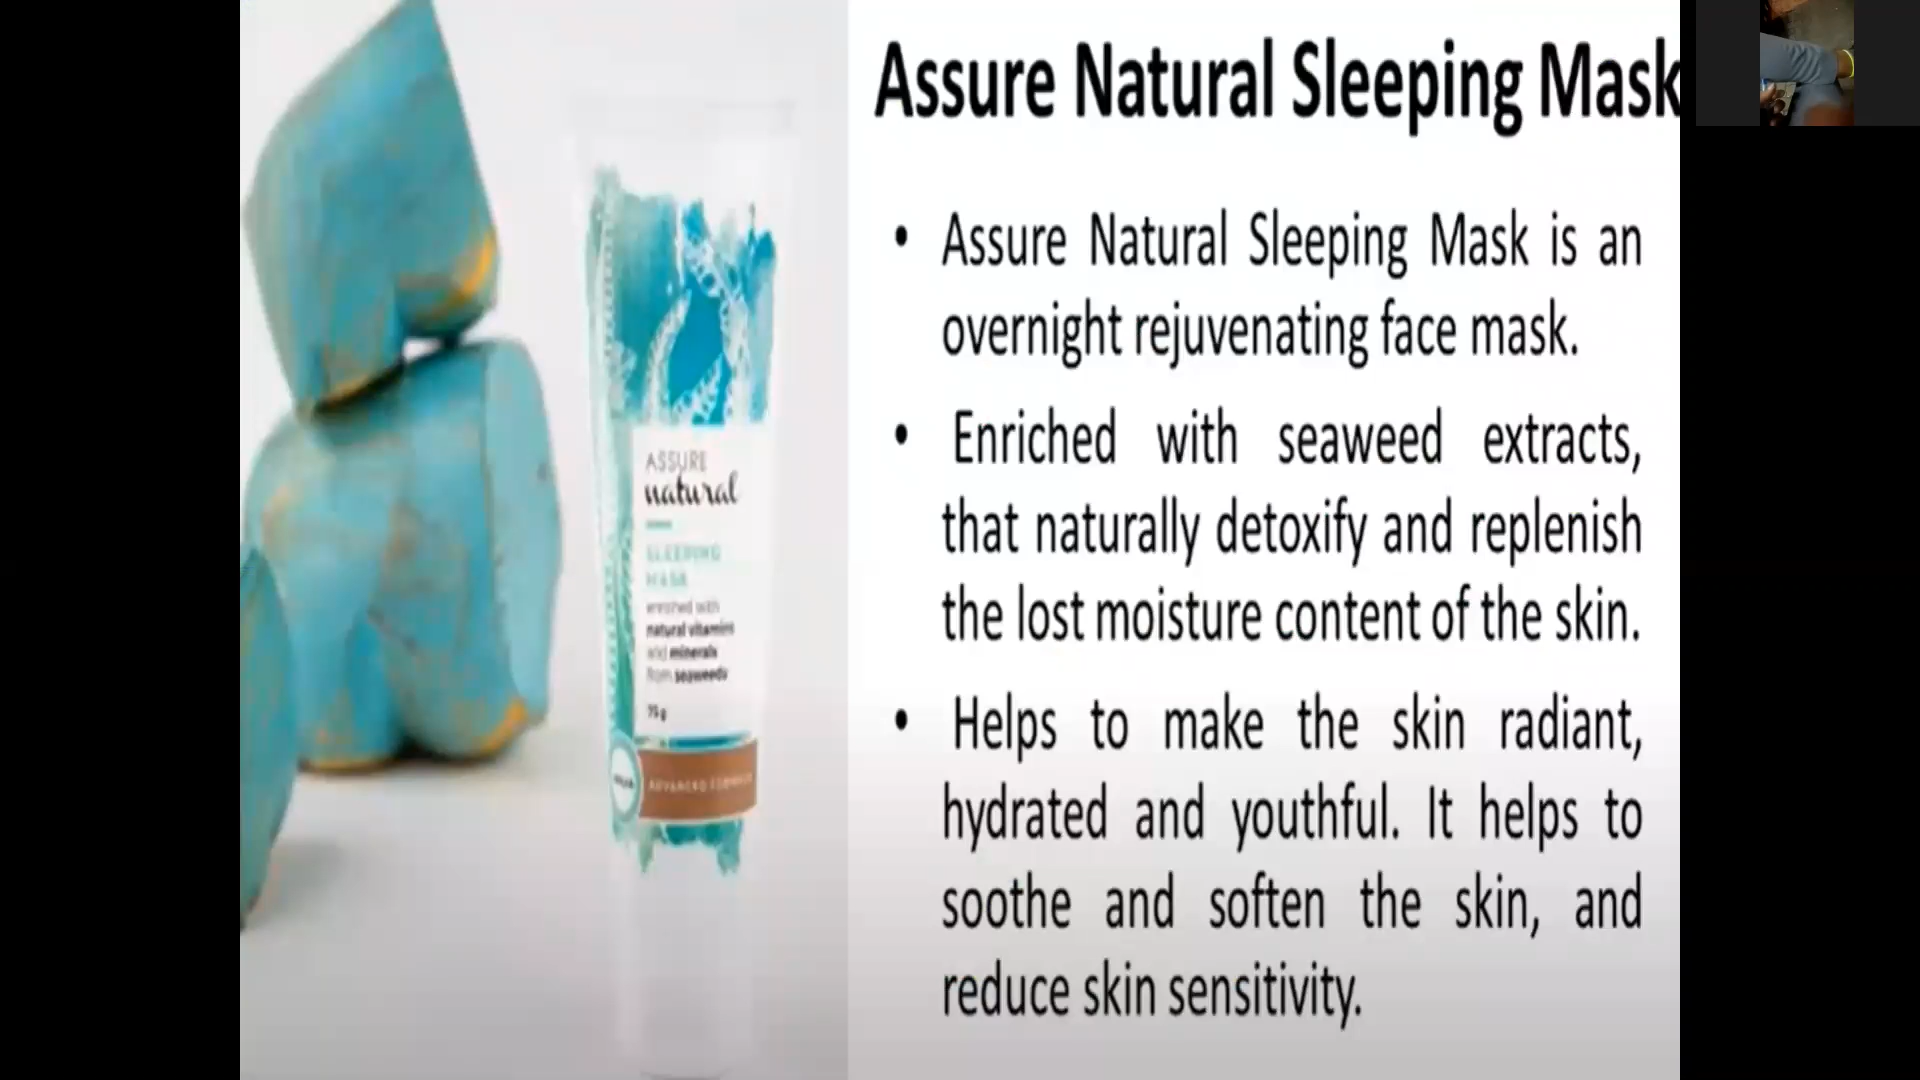 Assure Natural Sleeping Mask
• Assure Natural Sleeping Mask is an
overnight rejuvenating face mask.
• Enriched with seaweed extracts,
that naturally detoxify and replenish
the lost moisture content of the skin.
• Helps to make the skin radiant,
hydrated and youthful. It helps to
soothe and soften the skin, and
reduce skin sensitivity.
ASSURE
natural
SLEEPING
MASK
enriched with
natural vitamins
and minerals
from seaweeds
75 g
ADVANCED FORMULA